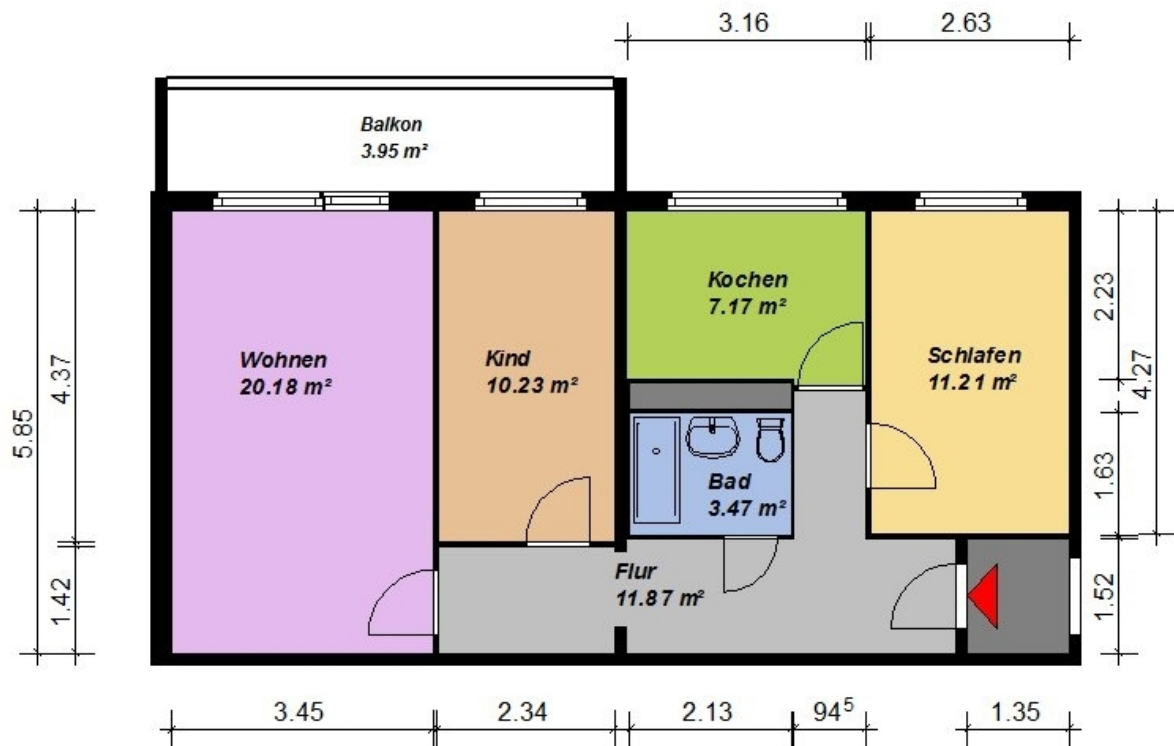 3.16
2.63
Balkon
3.95 m²
Kochen
7.17 m²
Wohnen
20.18 m²
Kind
10.23 m²
Schlafen
11.21 m²
Bad
3.47 m²
Flur
11.87 m²
5.85
4.37
1.42
2.23
4.27
1.63
1.52
3.45
2.34
2.13
94⁵
1.35